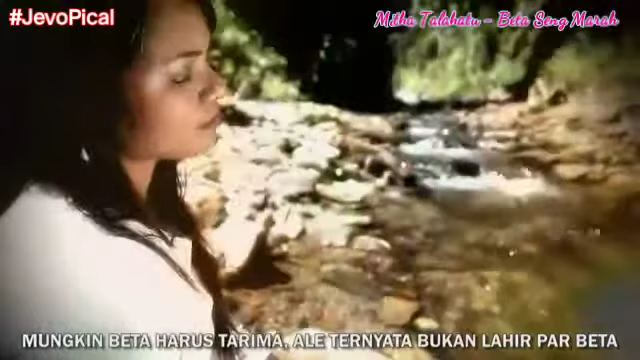 #JevoPical
Mitha Talahatu - Beta Seng Marah
MUNGKIN BETA HARUS TARIMA, ALE TERNYATA BUKAN LAHIR PAR BETA